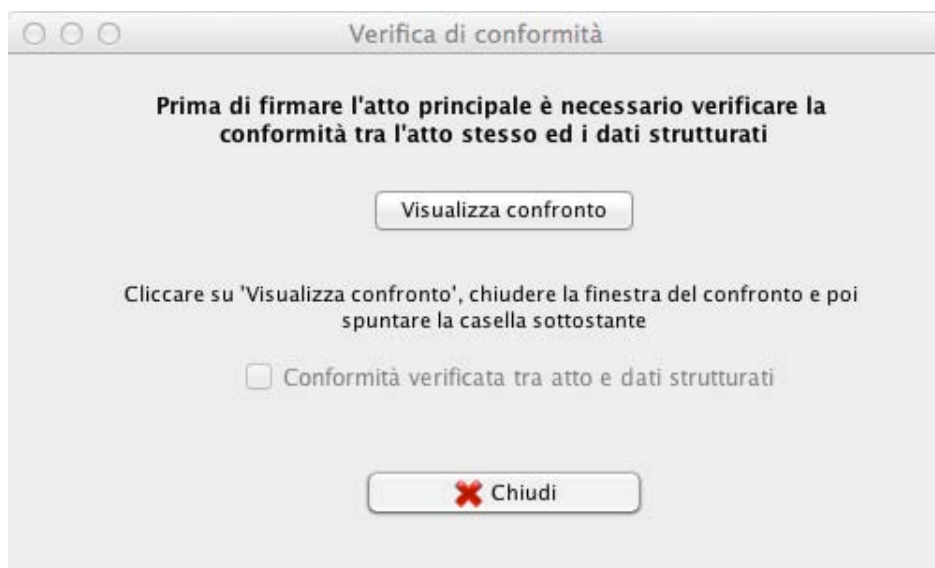 Verifica di conformità
Prima di firmare l'atto principale è necessario verificare la
conformità tra l'atto stesso ed i dati strutturati
Visualizza confronto
Cliccare su 'Visualizza confronto', chiudere la finestra del confronto e poi
spuntare la casella sottostante
Conformità verificata tra atto e dati strutturati
Chiudi